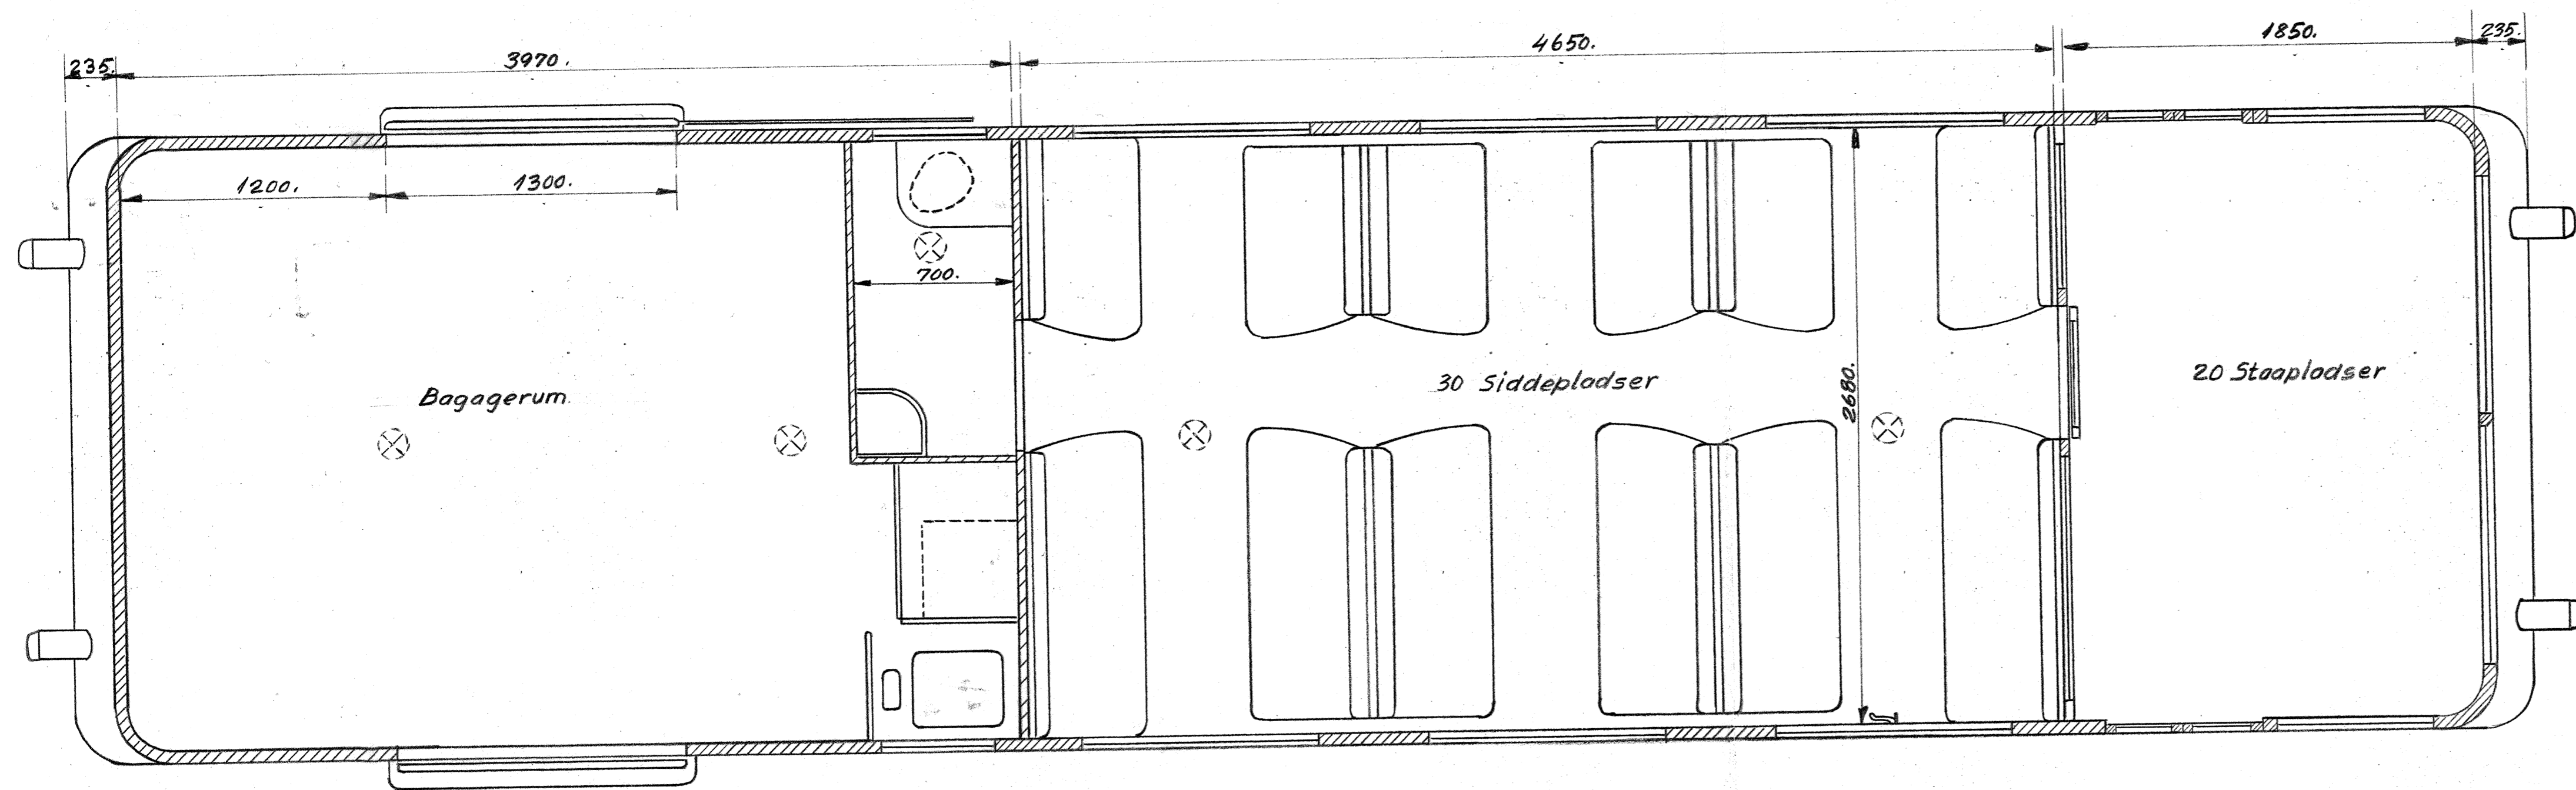 235. 3970. 4650. 1850. 235.
1200. 1300.
700.
2680.
Bagagerum.
30 Siddepladser
20 Staapladser